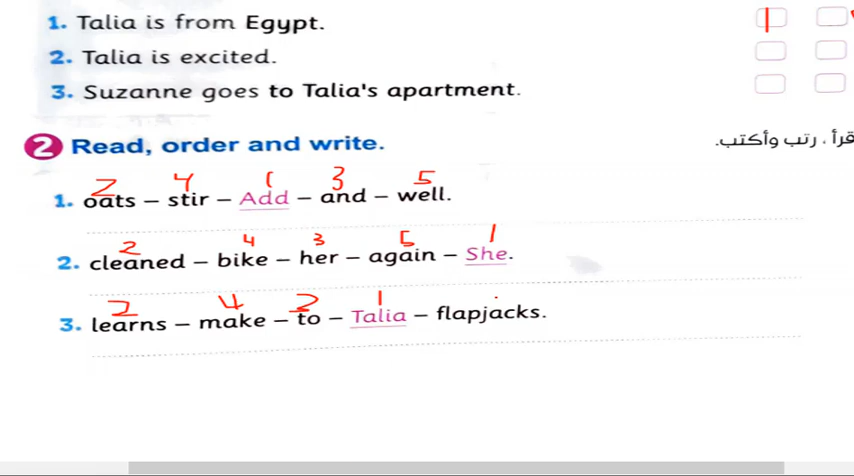 1. Talia is from Egypt.
2. Talia is excited.
3. Suzanne goes to Talia's apartment.
2 Read, order and write. قرأ ، رتب وأكتب.
2 4 1 3 5
1. oats – stir – Add – and – well.
2 4 3 5 1
2. cleaned – bike – her – again – She.
2 4 2 1
3. learns – make – to – Talia – flapjacks.